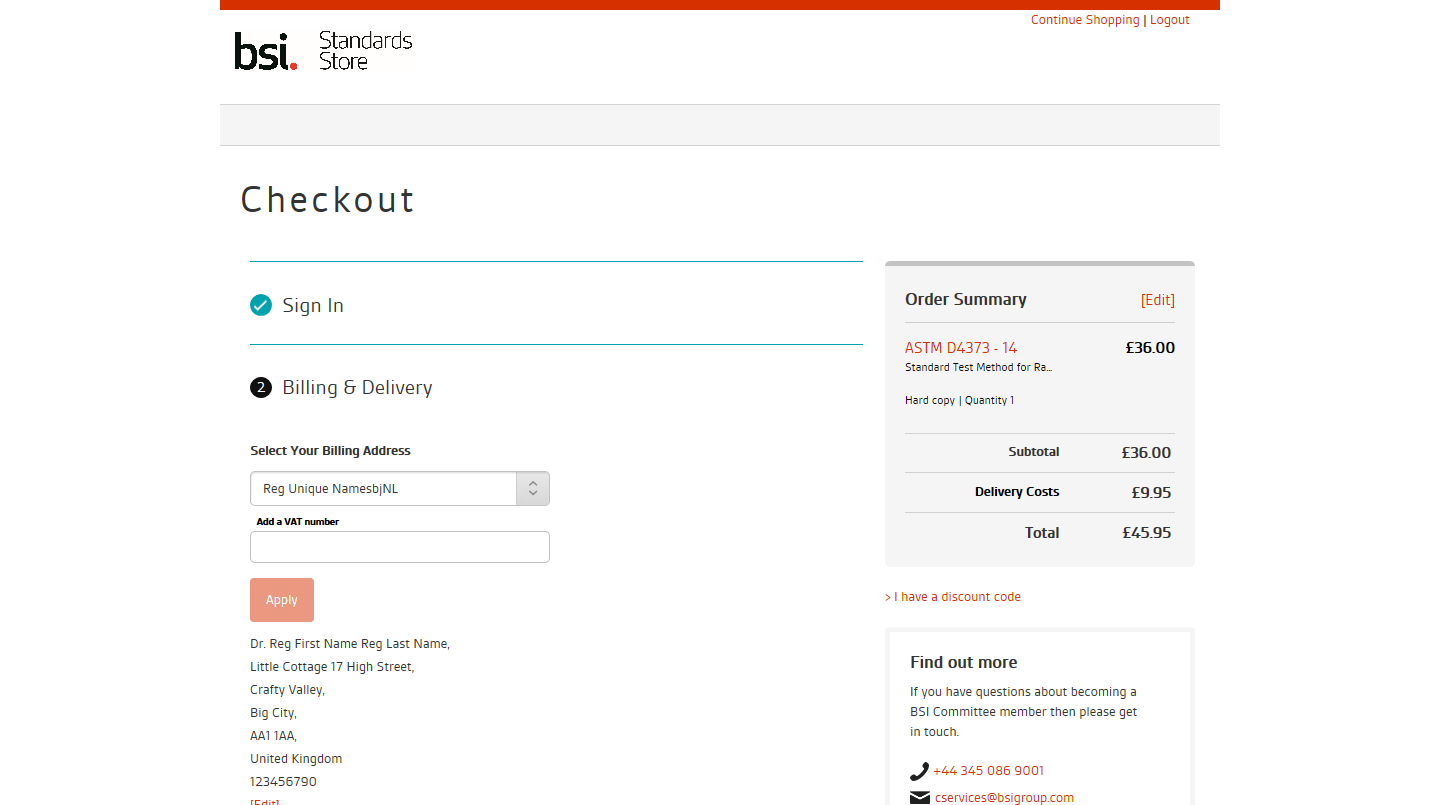 Continue Shopping | Logout
bsi. Standards
Store
Checkout
Sign In
2 Billing & Delivery
Select Your Billing Address
Reg Unique NamesbjNL
Add a VAT number
Apply
Dr. Reg First Name Reg Last Name,
Little Cottage 17 High Street,
Crafty Valley,
Big City,
AA1 1AA,
United Kingdom
123456790
[Edit]
Order Summary [Edit]
ASTM D4373 - 14 £36.00
Standard Test Method for Ra...
Hard copy | Quantity 1
Subtotal £36.00
Delivery Costs £9.95
Total £45.95
> I have a discount code
Find out more
If you have questions about becoming a
BSI Committee member then please get
in touch.
+44 345 086 9001
cservices@bsigroup.com